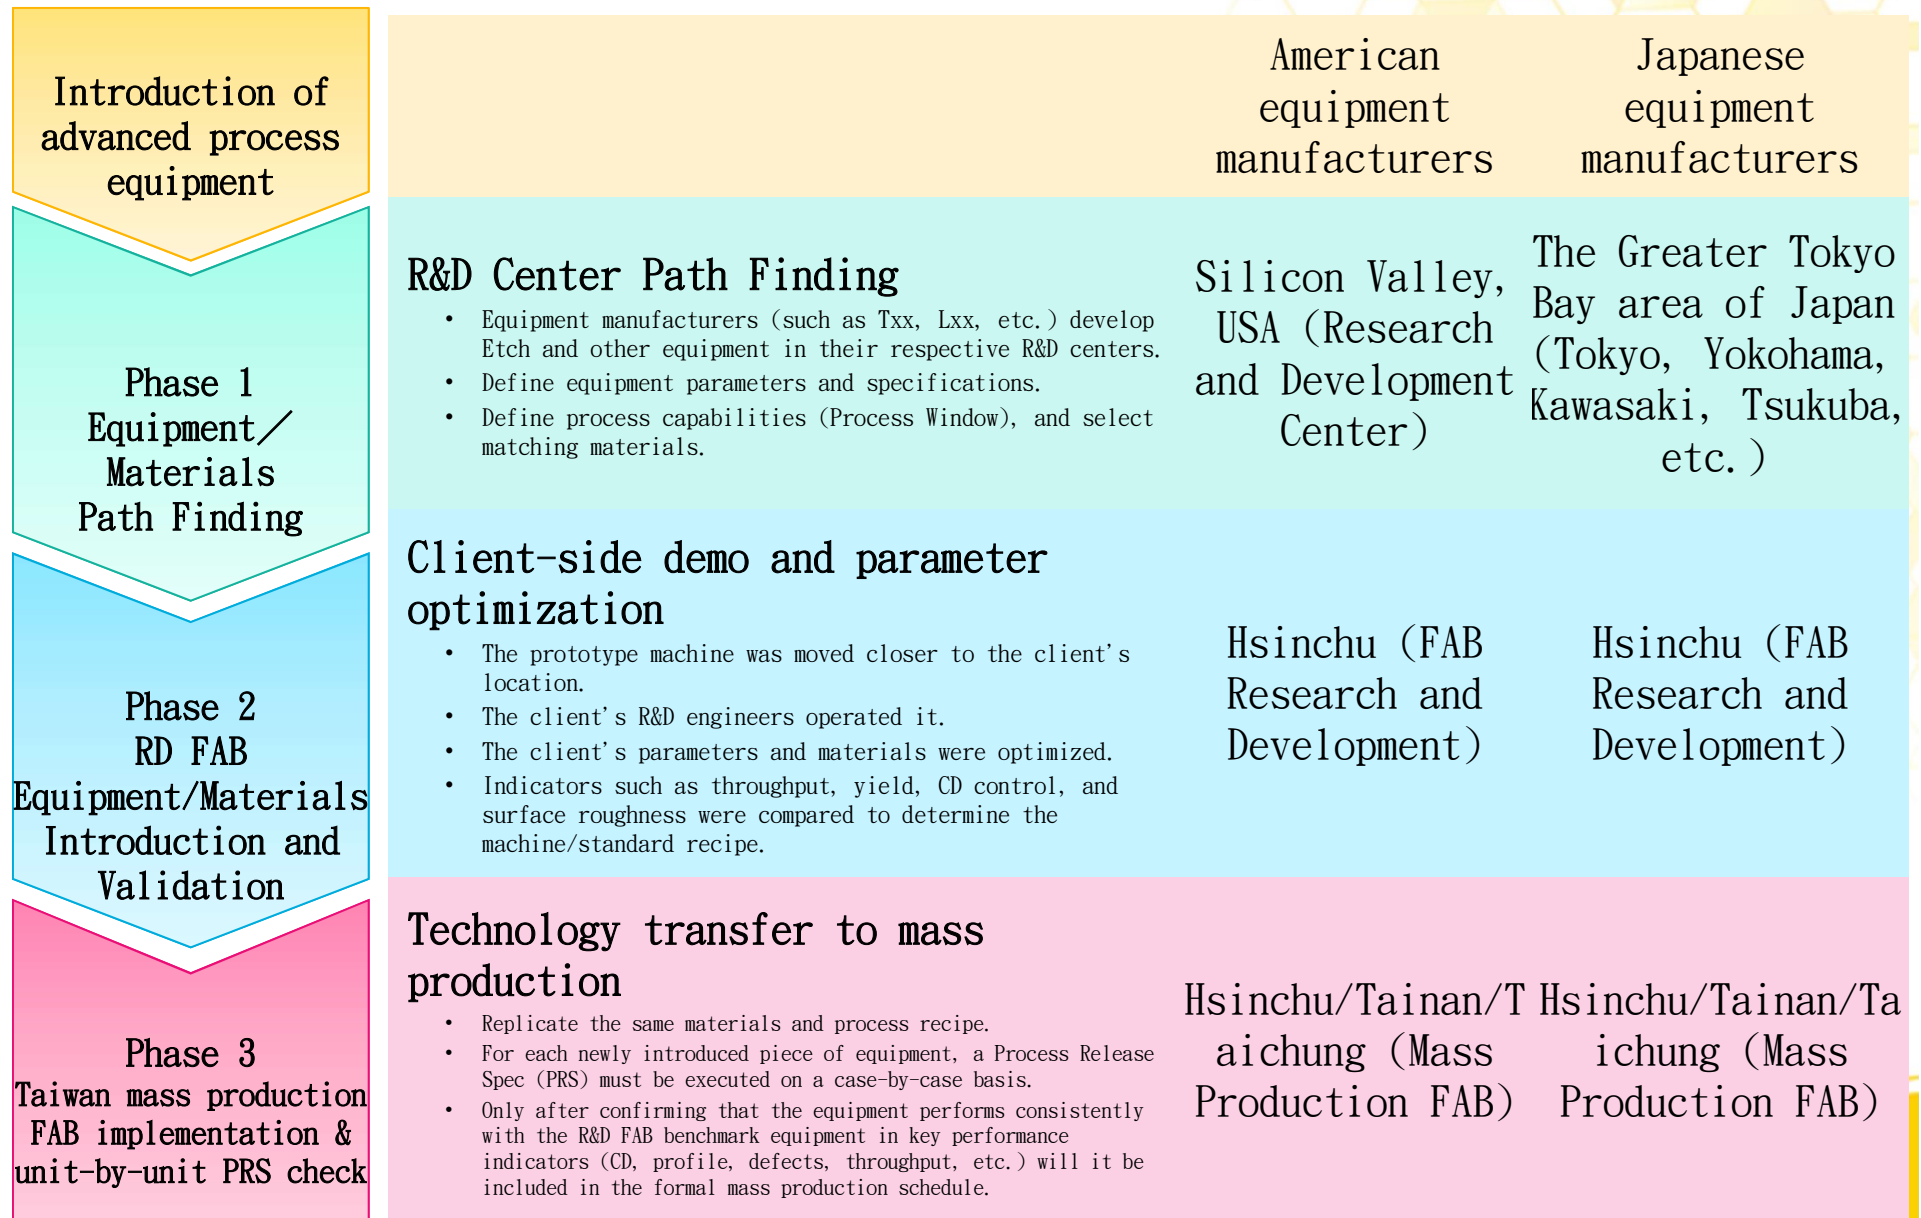 Introduction of
advanced process
equipment
American
equipment
manufacturers
Japanese
equipment
manufacturers
Phase 1
Equipment／
Materials
Path Finding
R&D Center Path Finding
• Equipment manufacturers (such as Txx, Lxx, etc.) develop
Etch and other equipment in their respective R&D centers.
• Define equipment parameters and specifications.
• Define process capabilities (Process Window), and select
matching materials.
Silicon Valley,
USA (Research
and Development
Center)
The Greater Tokyo
Bay area of Japan
(Tokyo, Yokohama,
Kawasaki, Tsukuba,
etc.)
Phase 2
RD FAB
Equipment/Materials
Introduction and
Validation
Client-side demo and parameter
optimization
• The prototype machine was moved closer to the client's
location.
• The client's R&D engineers operated it.
• The client's parameters and materials were optimized.
• Indicators such as throughput, yield, CD control, and
surface roughness were compared to determine the
machine/standard recipe.
Hsinchu (FAB
Research and
Development)
Hsinchu (FAB
Research and
Development)
Phase 3
Taiwan mass production
FAB implementation &
unit-by-unit PRS check
Technology transfer to mass
production
• Replicate the same materials and process recipe.
• For each newly introduced piece of equipment, a Process Release
Spec (PRS) must be executed on a case-by-case basis.
• Only after confirming that the equipment performs consistently
with the R&D FAB benchmark equipment in key performance
indicators (CD, profile, defects, throughput, etc.) will it be
included in the formal mass production schedule.
Hsinchu/Tainan/T
aichung (Mass
Production FAB)
Hsinchu/Tainan/Ta
ichung (Mass
Production FAB)